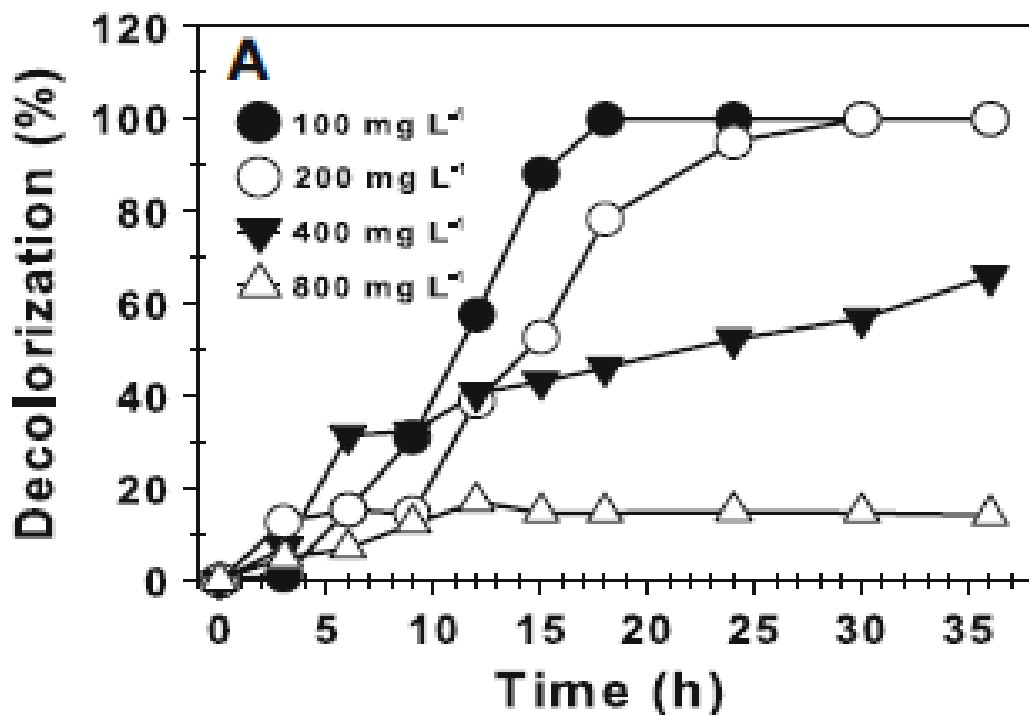 120
100
80
60
40
20
0
Decolorization (%)
A
100 mg L⁻¹
200 mg L⁻¹
400 mg L⁻¹
800 mg L⁻¹
0 5 10 15 20 25 30 35
Time (h)